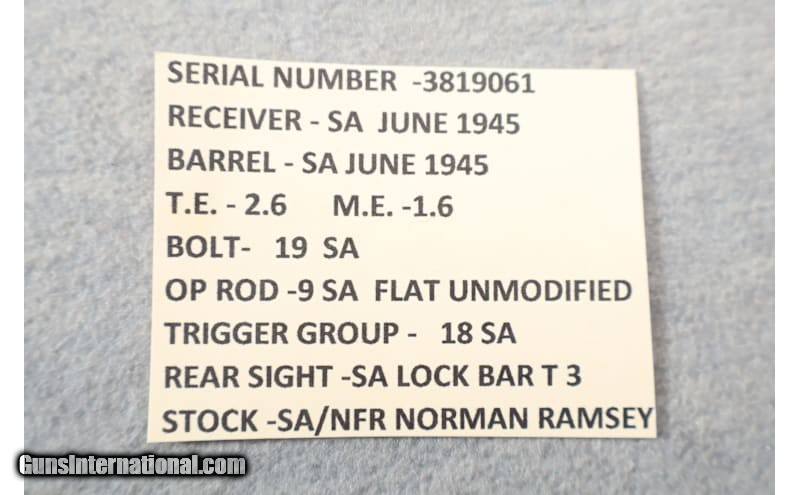 SERIAL NUMBER -3819061
RECEIVER - SA JUNE 1945
BARREL - SA JUNE 1945
T.E. - 2.6 M.E. -1.6
BOLT- 19 SA
OP ROD -9 SA FLAT UNMODIFIED
TRIGGER GROUP - 18 SA
REAR SIGHT -SA LOCK BAR T 3
STOCK -SA/NFR NORMAN RAMSEY
GunsInternational.com